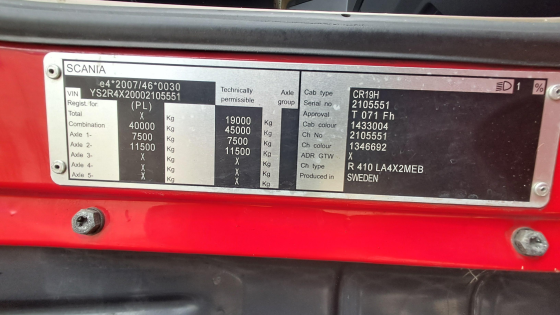 SCANIA
e4*2007/46*0030
VIN YS2R4X20002105551
Technically permissible
Axle group
Regist. for (PL)
Total X Kg 19000 Kg
Combination 40000 Kg 45000 Kg
Axle 1- 7500 Kg 7500 Kg
Axle 2- 11500 Kg 11500 Kg
Axle 3- X Kg X Kg
Axle 4- X Kg X Kg
Axle 5- X Kg X Kg
1 %
Cab type CR19H
Serial no 2105551
Approval T 071 Fh
Cab colour 1433004
Ch No 2105551
Ch colour 1346692
ADR, GTW X
Ch type R 410 LA4X2MEB
Produced in SWEDEN